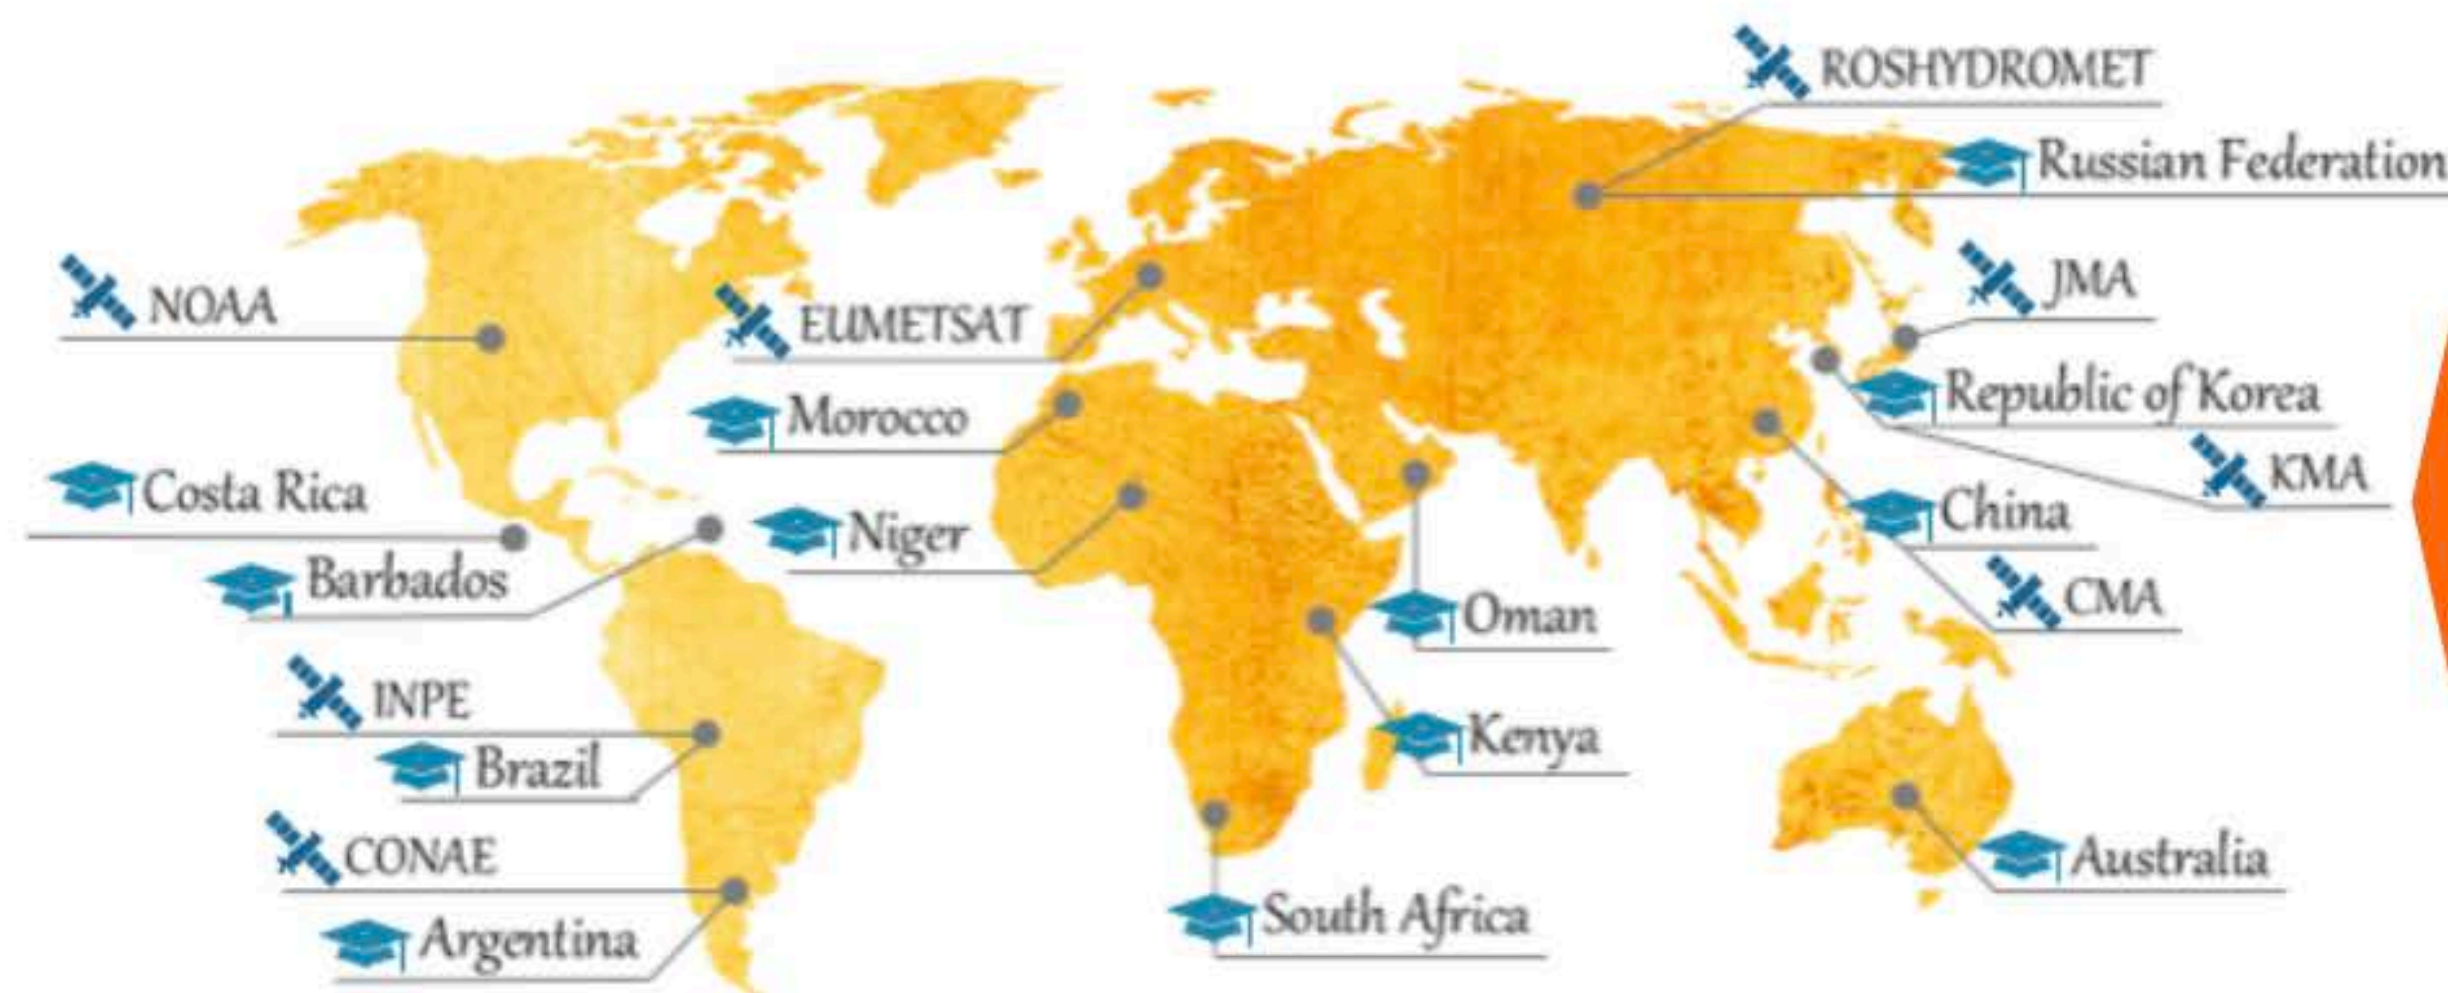 ROSHYDROMET
Russian Federation
NOAA
EUMETSAT
JMA
Morocco
Republic of Korea
Costa Rica
KMA
Niger
China
Barbados
Oman
CMA
INPE
Brazil
Kenya
CONAE
Australia
Argentina
South Africa